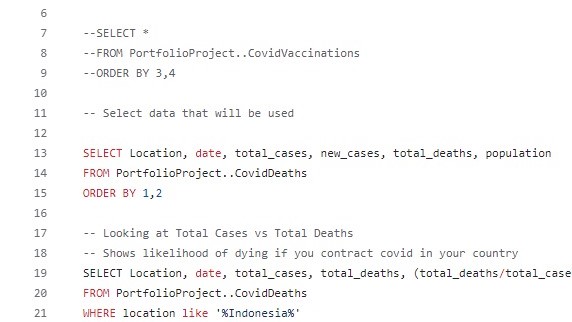 6
7 --SELECT *
8 --FROM PortfolioProject..CovidVaccinations
9 --ORDER BY 3,4
10
11 -- Select data that will be used
12
13 SELECT Location, date, total_cases, new_cases, total_deaths, population
14 FROM PortfolioProject..CovidDeaths
15 ORDER BY 1,2
16
17 -- Looking at Total Cases vs Total Deaths
18 -- Shows likelihood of dying if you contract covid in your country
19 SELECT Location, date, total_cases, total_deaths, (total_deaths/total_case
20 FROM PortfolioProject..CovidDeaths
21 WHERE location like '%Indonesia%'